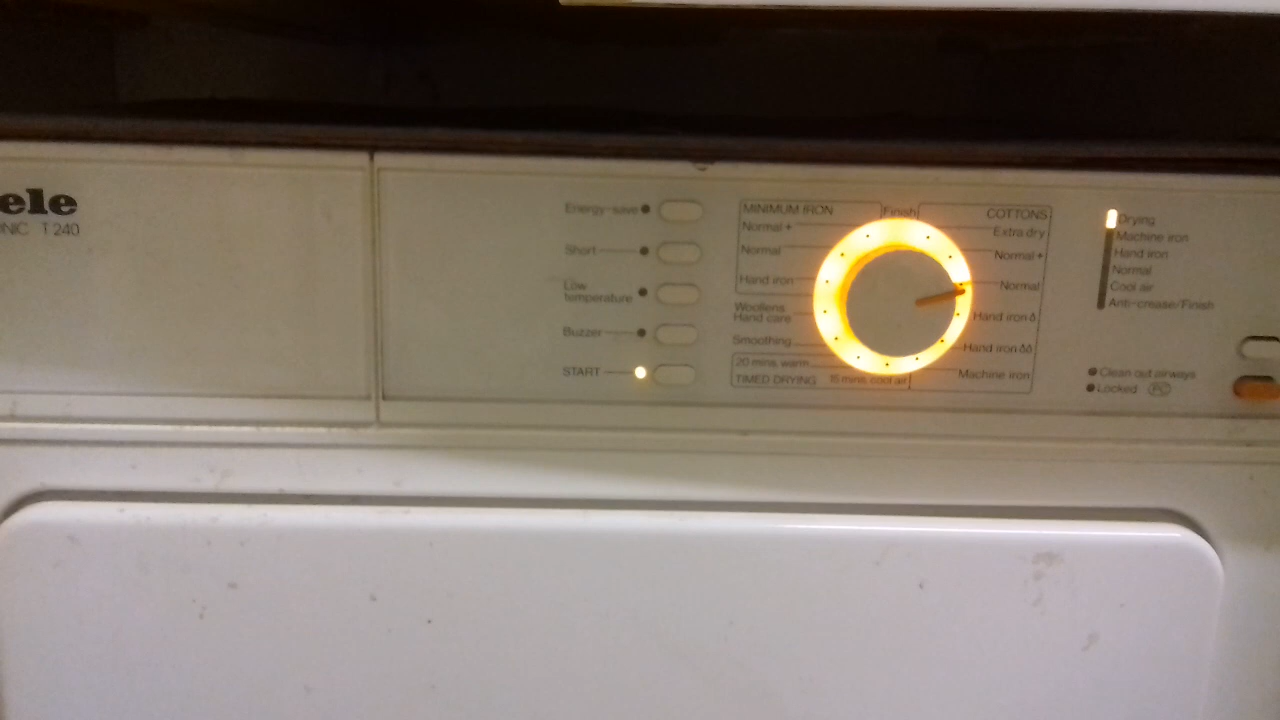 ele
NIC T 240
Energy-save
Short
Low
temperature
Buzzer
START
MINIMUM IRON
Finish
COTTONS
Normal +
Normal
Hand iron
Woollens
Hand care
Smoothing
20 mins, warm
TIMED DRYING
15 mins, cool air
Extra dry
Normal +
Normal
Hand iron
Hand iron
Machine iron
Drying
Machine iron
Hand iron
Normal
Cool air
Anti-crease/Finish
Clean out airways
Locked
PC